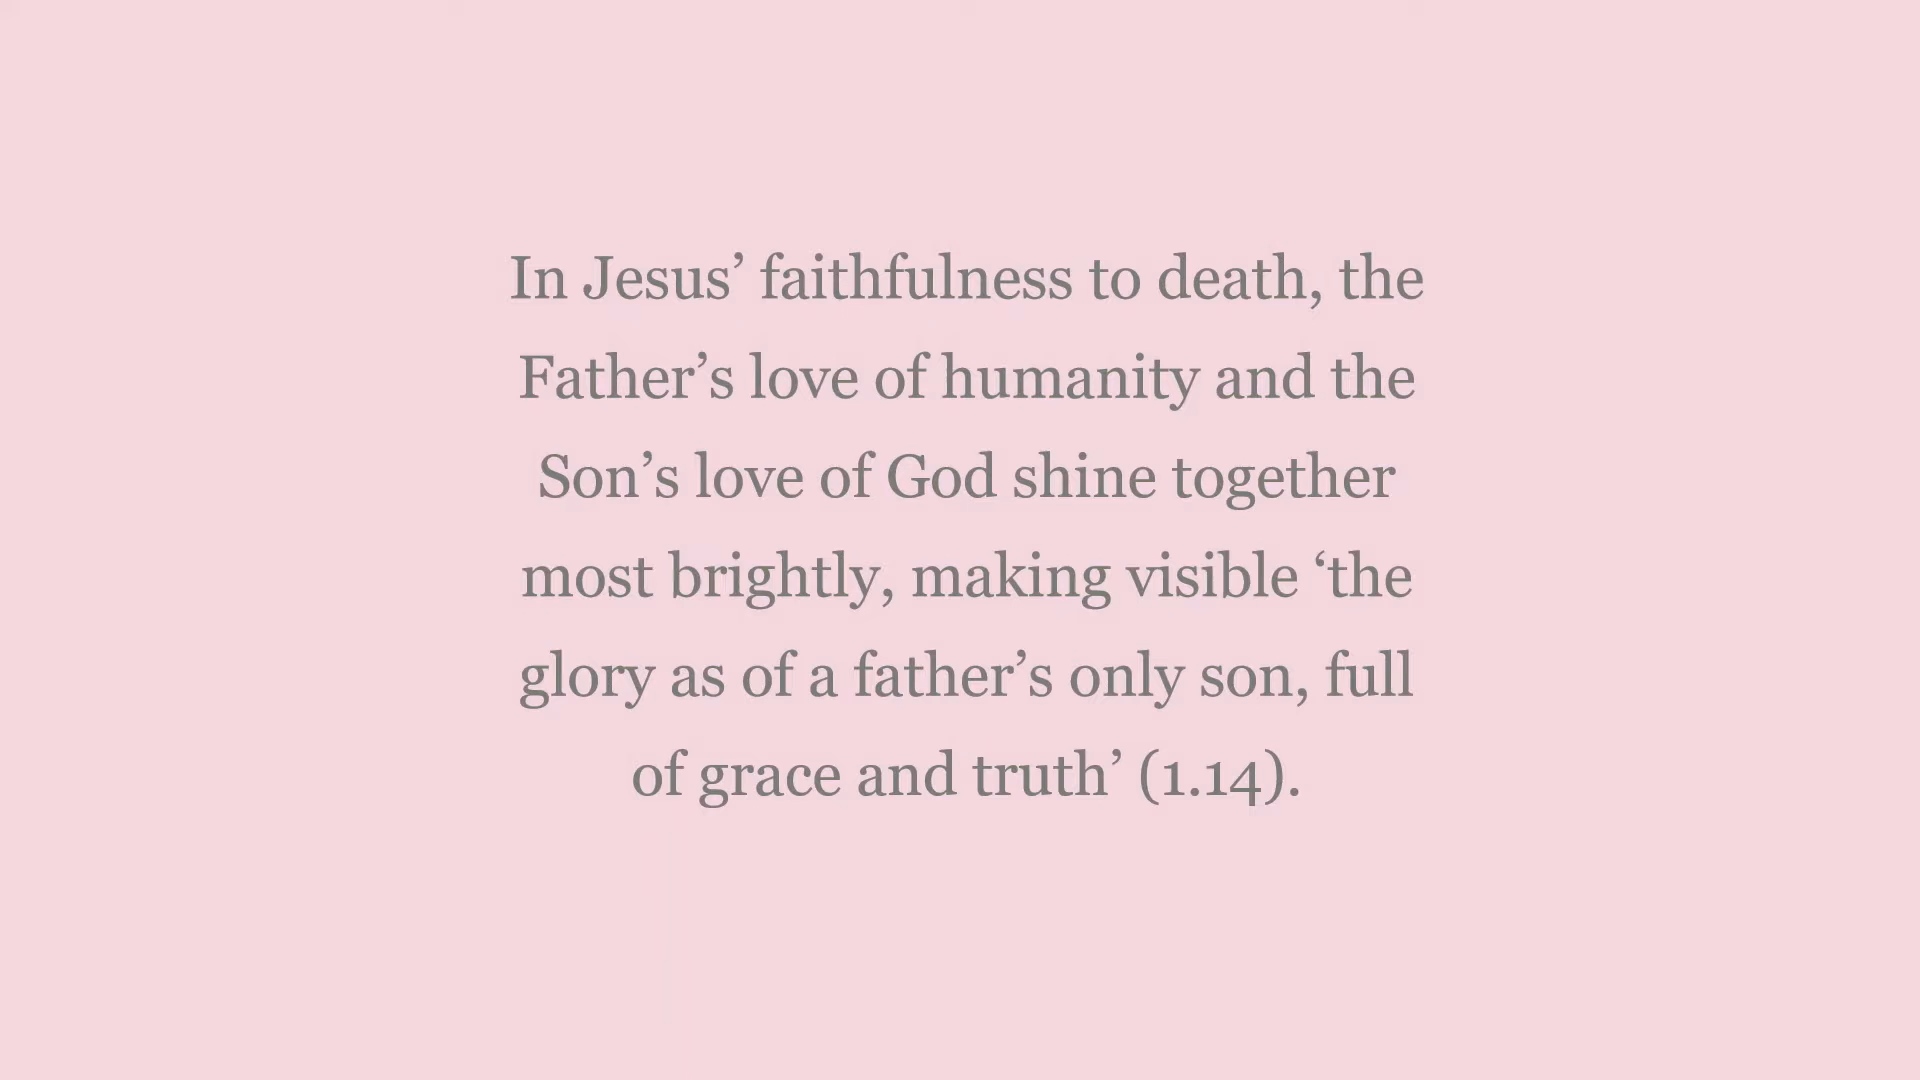 In Jesus’ faithfulness to death, the
Father’s love of humanity and the
Son’s love of God shine together
most brightly, making visible ‘the
glory as of a father’s only son, full
of grace and truth’ (1.14).